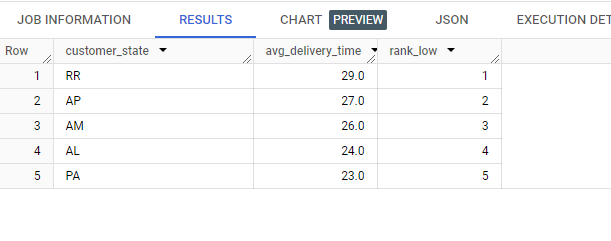 JOB INFORMATION RESULTS CHART PREVIEW JSON EXECUTION DET
Row customer_state avg_delivery_time rank_low
1 RR 29.0 1
2 AP 27.0 2
3 AM 26.0 3
4 AL 24.0 4
5 PA 23.0 5